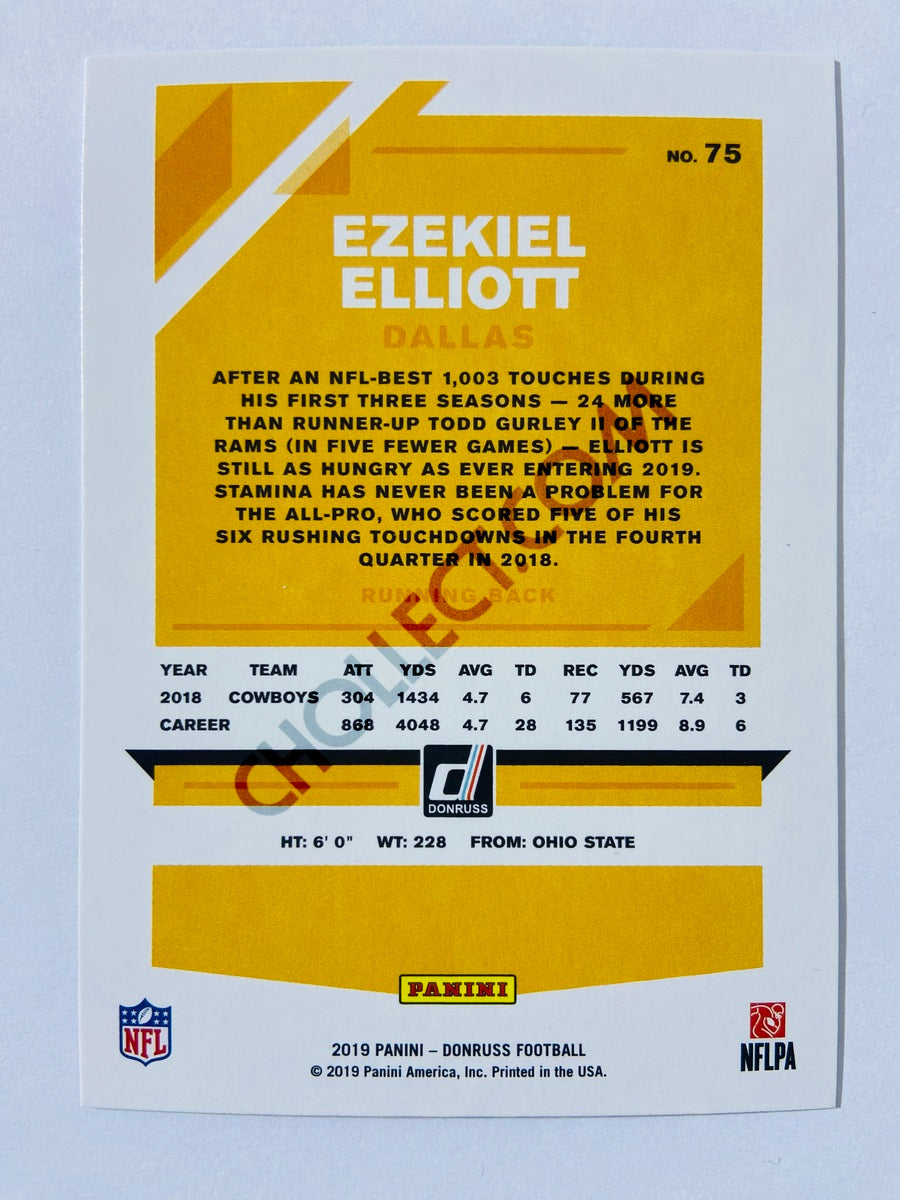 NO. 75
EZEKIEL
ELLIOTT
DALLAS
AFTER AN NFL-BEST 1,003 TOUCHES DURING
HIS FIRST THREE SEASONS — 24 MORE
THAN RUNNER-UP TODD GURLEY II OF THE
RAMS (IN FIVE FEWER GAMES) — ELLIOTT IS
STILL AS HUNGRY AS EVER ENTERING 2019.
STAMINA HAS NEVER BEEN A PROBLEM FOR
THE ALL-PRO, WHO SCORED FIVE OF HIS
SIX RUSHING TOUCHDOWNS IN THE FOURTH
QUARTER IN 2018.
RUNNING BACK
CHOLLECT.COM
YEAR TEAM ATT YDS AVG TD REC YDS AVG TD
2018 COWBOYS 304 1434 4.7 6 77 567 7.4 3
CAREER 868 4048 4.7 28 135 1199 8.9 6
d
DONRUSS
HT: 6' 0" WT: 228 FROM: OHIO STATE
PANINI
NFL
NFLPA
2019 PANINI – DONRUSS FOOTBALL
© 2019 Panini America, Inc. Printed in the USA.